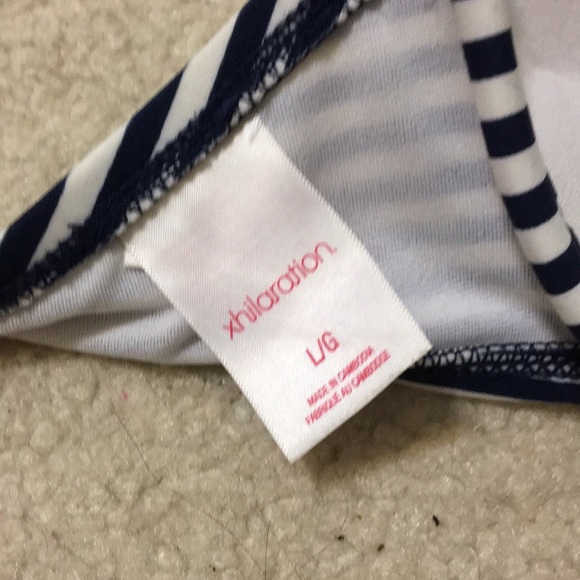 xhilaration.
L/G
MADE IN CAMBODIA
FABRIQUÉ AU CAMBODGE